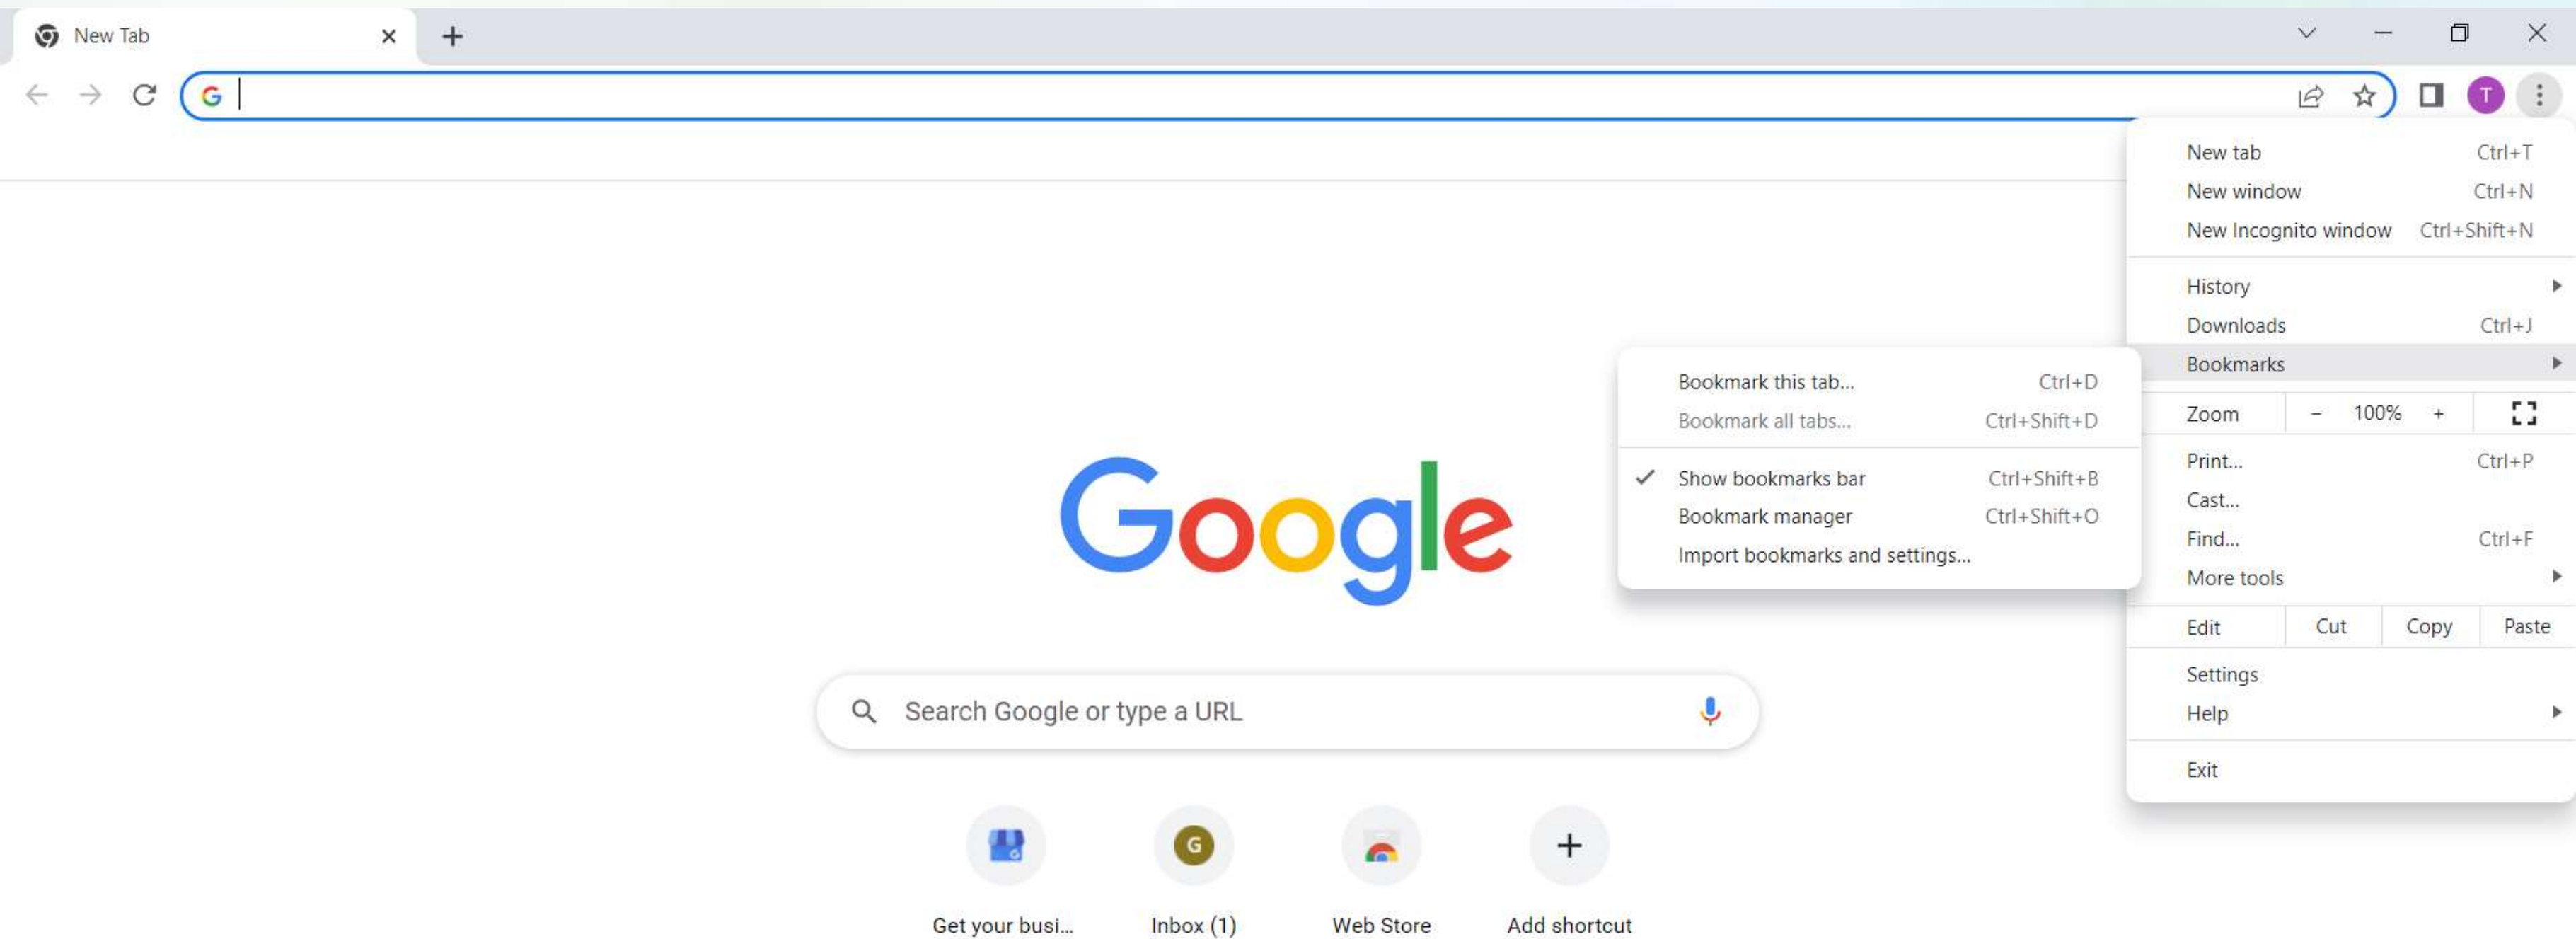 New Tab
G
T
New tab Ctrl+T
New window Ctrl+N
New Incognito window Ctrl+Shift+N
History
Downloads Ctrl+J
Bookmarks
Bookmark this tab... Ctrl+D
Bookmark all tabs... Ctrl+Shift+D
Show bookmarks bar Ctrl+Shift+B
Bookmark manager Ctrl+Shift+O
Import bookmarks and settings...
Zoom - 100% +
Print... Ctrl+P
Cast...
Find... Ctrl+F
More tools
Edit Cut Copy Paste
Settings
Help
Exit
Google
Search Google or type a URL
G
Get your busi... Inbox (1) Web Store Add shortcut